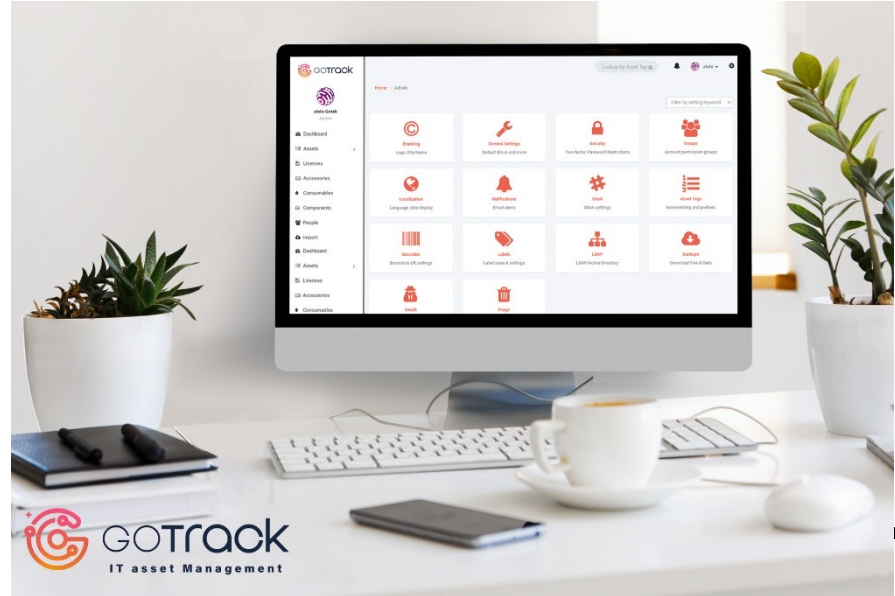 GOTrack
Lookup by Asset Tag
Home
Admin
Filter by setting keyword
Admin
Dashboard
Assets
Licenses
Accessories
Consumables
Components
People
Import
Dashboard
Assets
Licenses
Accessories
Consumables
Branding
Logo, Site Name
General Settings
Default EULA and more
Security
Two-factor, Password Restrictions
Groups
Account permission groups
Localization
Language, date display
Notifications
Email alerts
Slack
Slack settings
Asset Tags
Incrementing and prefixes
Barcodes
Barcode & QR settings
Labels
Label sizes & settings
LDAP
LDAP/Active Directory
Backups
Download Files & Data
OAuth
Purge
GOTrack
IT asset Management